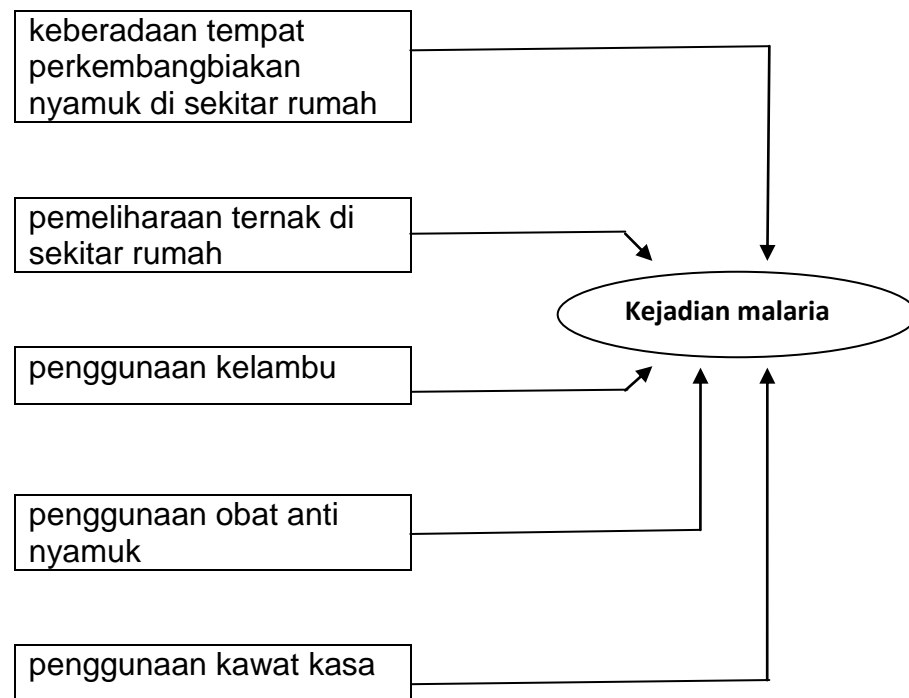 keberadaan tempat
perkembangbiakan
nyamuk di sekitar rumah
pemeliharaan ternak di
sekitar rumah
Kejadian malaria
penggunaan kelambu
penggunaan obat anti
nyamuk
penggunaan kawat kasa